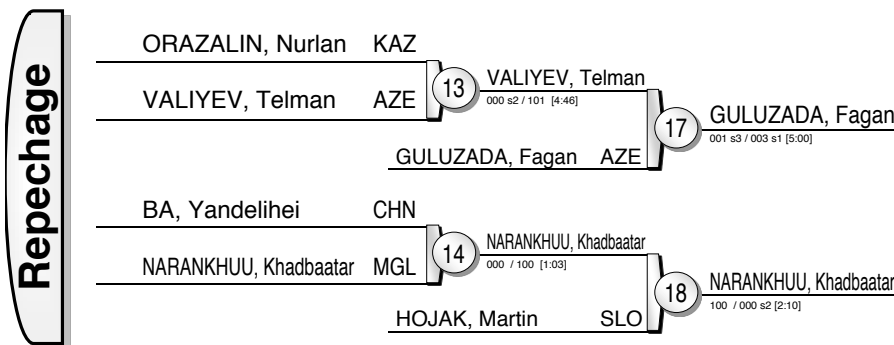 Repechage
ORAZALIN, Nurlan KAZ
13
VALIYEV, Telman
000 s2 / 101 [4:46]
VALIYEV, Telman AZE
17
GULUZADA, Fagan
001 s3 / 003 s1 [5:00]
GULUZADA, Fagan AZE
BA, Yandelihei CHN
14
NARANKHUU, Khadbaatar
000 / 100 [1:03]
NARANKHUU, Khadbaatar MGL
18
NARANKHUU, Khadbaatar
100 / 000 s2 [2:10]
HOJAK, Martin SLO